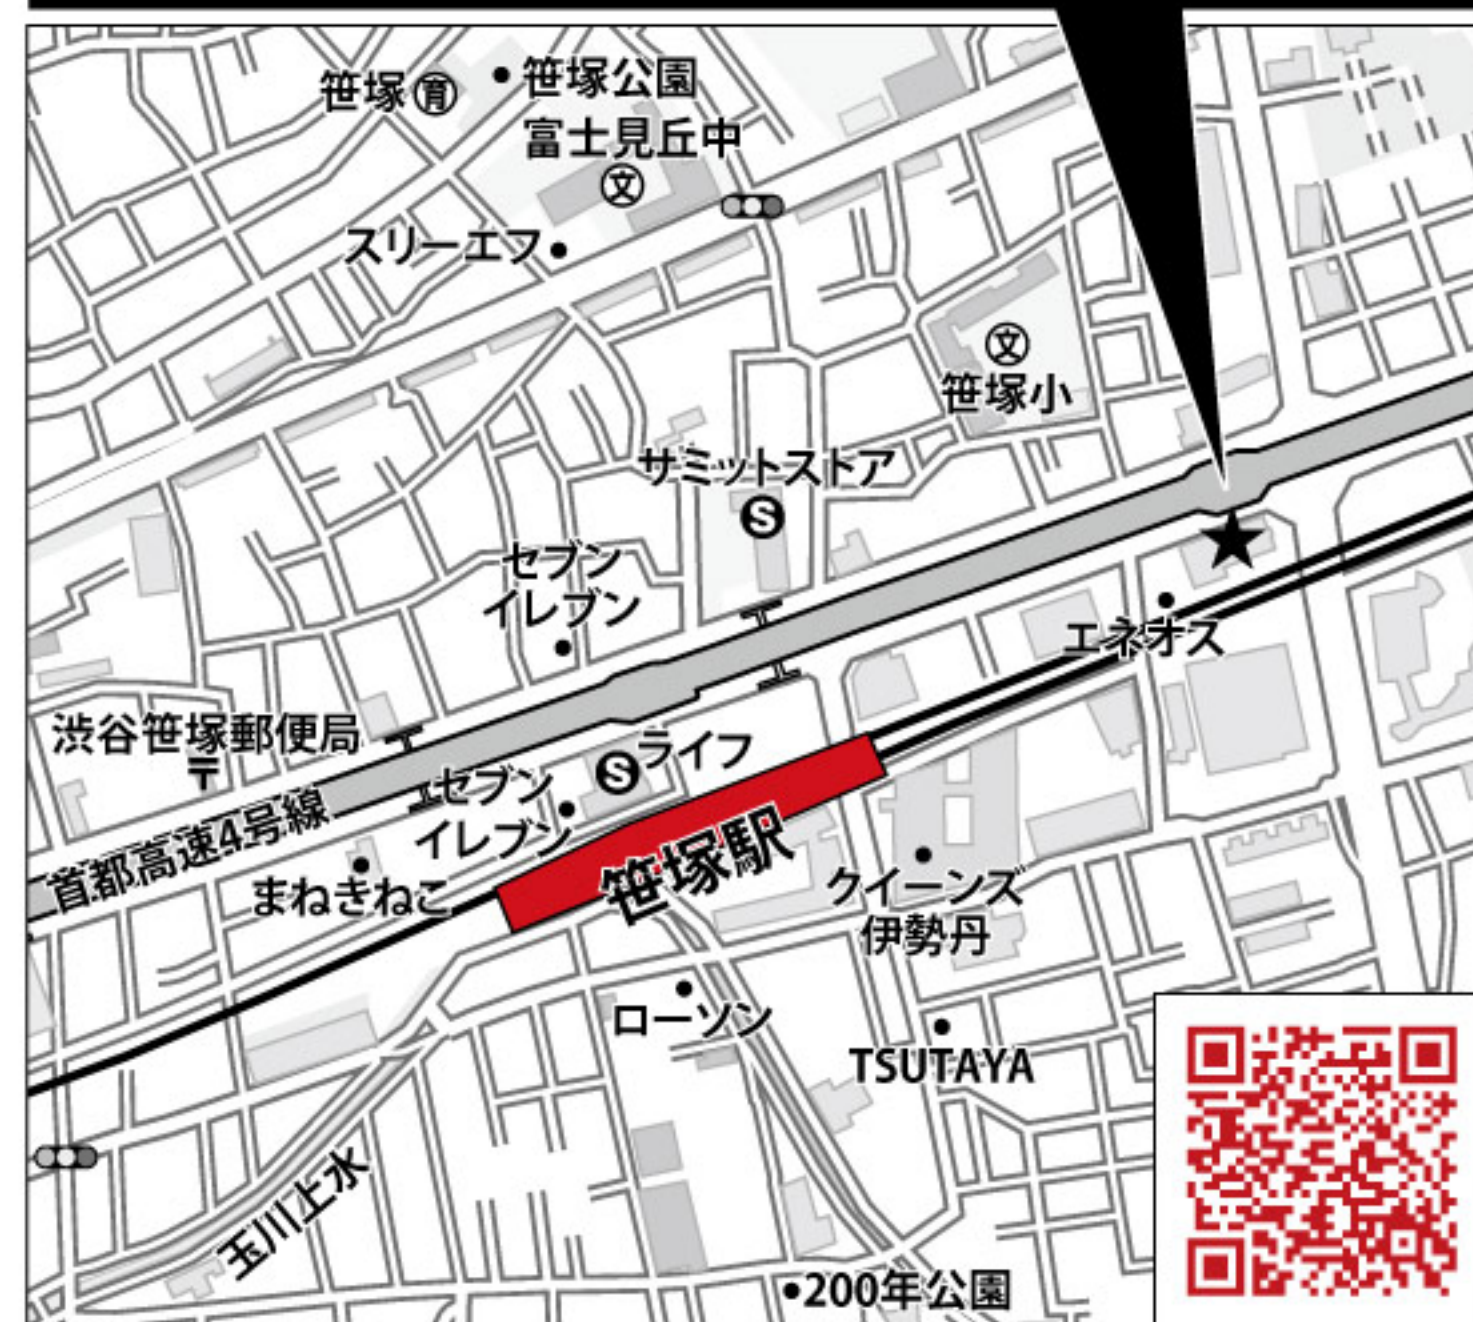 笹塚
育
笹塚公園
富士見丘中
文
スリーエフ
文
笹塚小
サミットストア
S
セブン
イレブン
エネオス
渋谷笹塚郵便局
〒
S
ライフ
セブン
イレブン
首都高速4号線
まねきねこ
笹塚駅
クイーンズ
伊勢丹
ローソン
TSUTAYA
玉川上水
200年公園